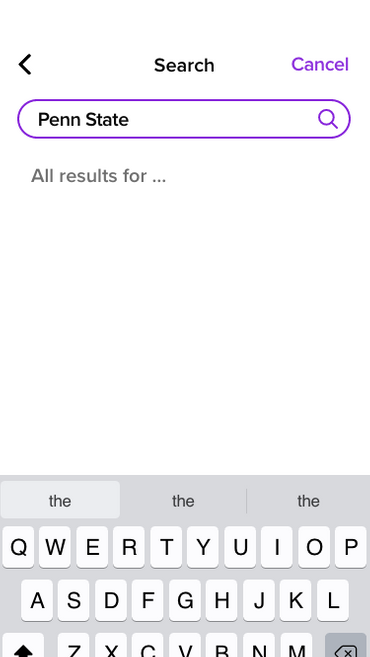 Search
Cancel
Penn State
All results for ...
the the the
Q W E R T Y U I O P
A S D F G H J K L
Z X C V B N M